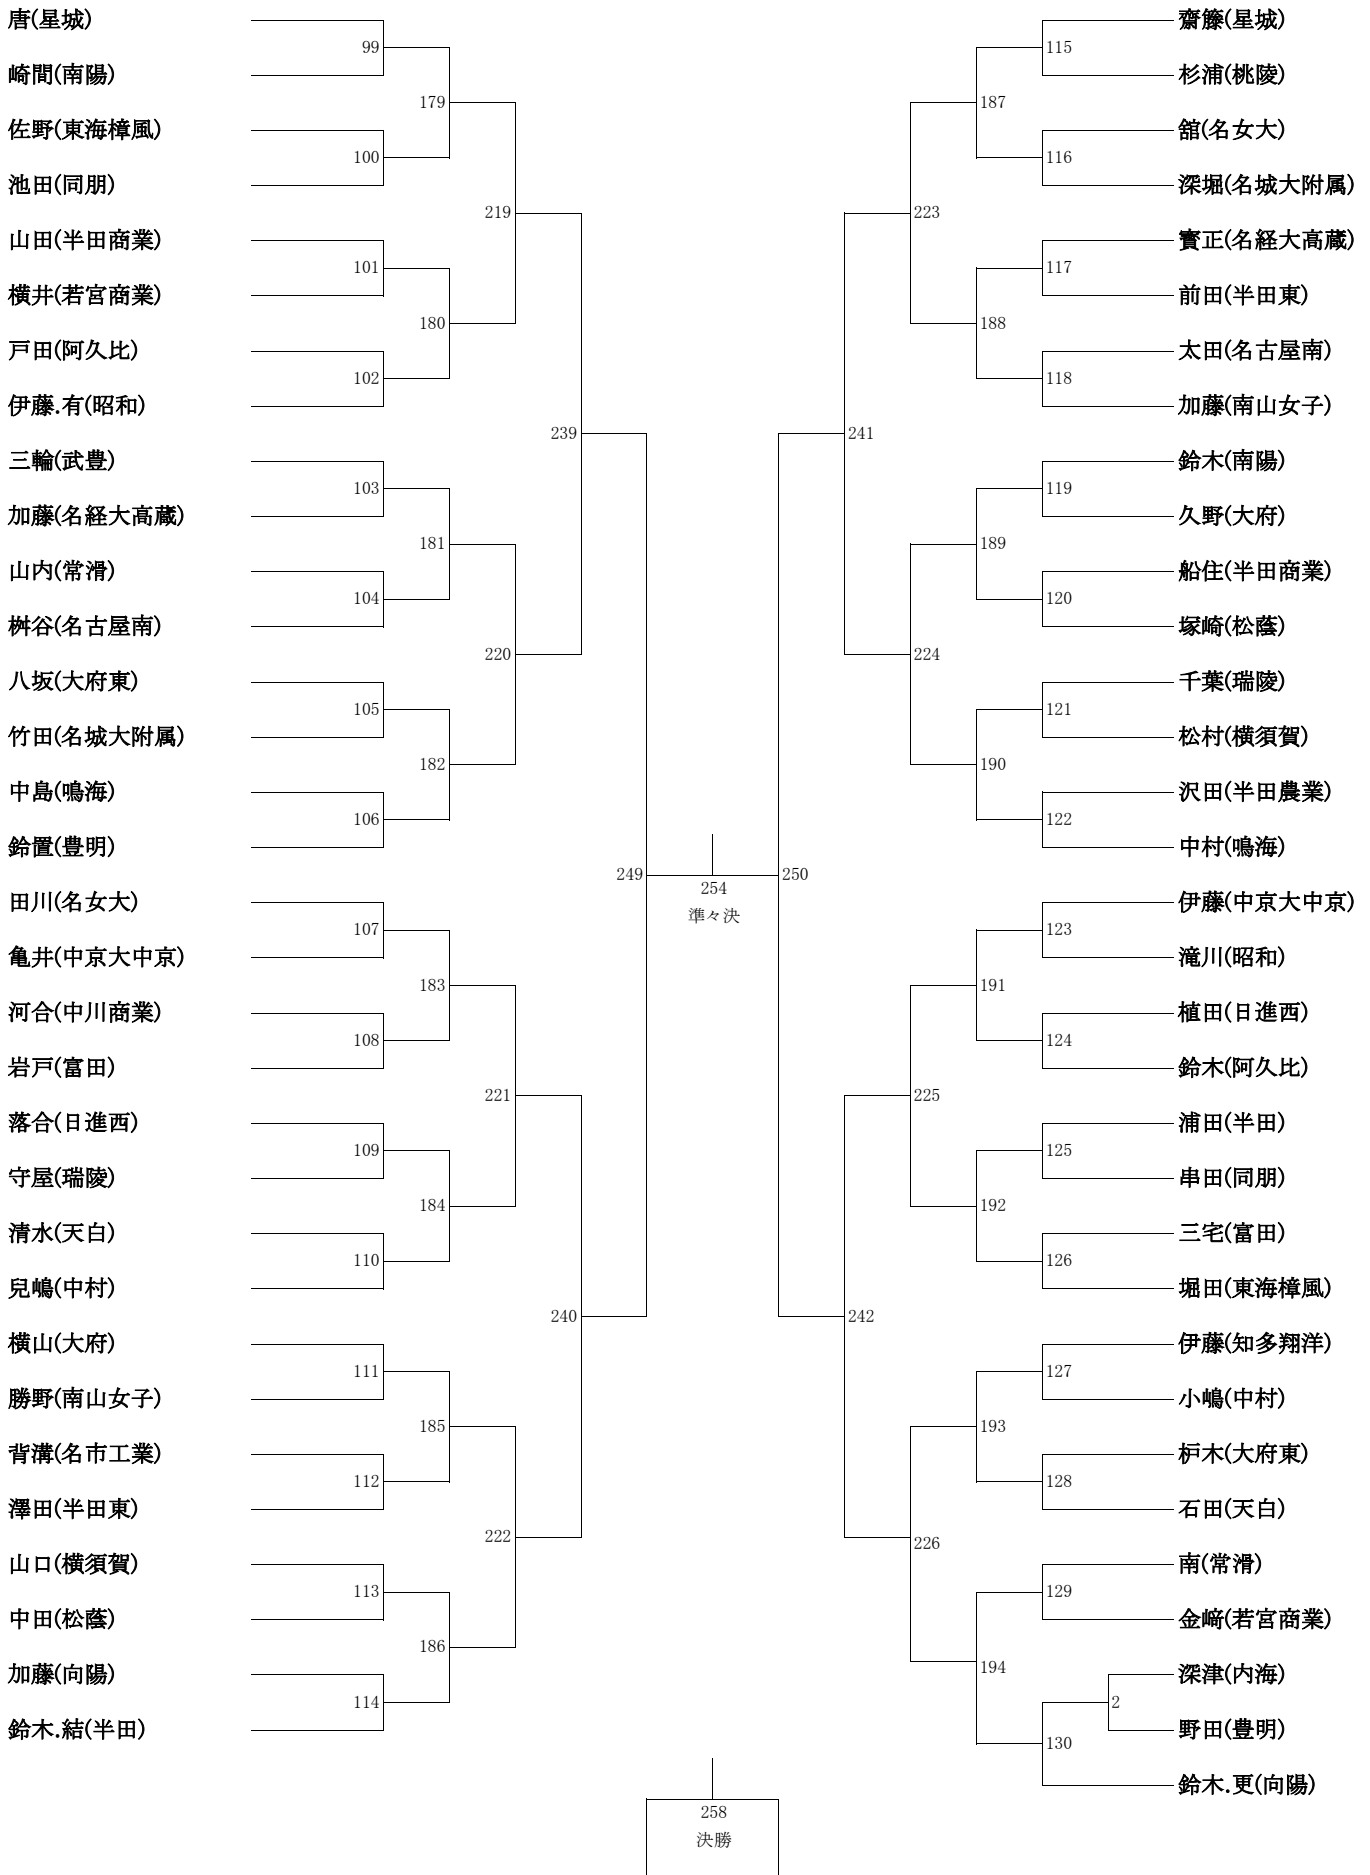 唐(星城)
99
崎間(南陽)
179
佐野(東海樟風)
100
池田(同朋)
219
山田(半田商業)
101
横井(若宮商業)
180
戸田(阿久比)
102
伊藤.有(昭和)
239
三輪(武豊)
103
加藤(名経大高蔵)
181
山内(常滑)
104
桝谷(名古屋南)
220
八坂(大府東)
105
竹田(名城大附属)
182
中島(鳴海)
106
鈴置(豊明)
249
田川(名女大)
107
亀井(中京大中京)
183
河合(中川商業)
108
岩戸(富田)
221
落合(日進西)
109
守屋(瑞陵)
184
清水(天白)
110
兒嶋(中村)
240
横山(大府)
111
勝野(南山女子)
185
背溝(名市工業)
112
澤田(半田東)
222
山口(横須賀)
113
中田(松蔭)
186
加藤(向陽)
114
鈴木.結(半田)
254
準々決
258
決勝
齋籐(星城)
115
杉浦(桃陵)
187
舘(名女大)
116
深堀(名城大附属)
223
實正(名経大高蔵)
117
前田(半田東)
188
太田(名古屋南)
118
加藤(南山女子)
241
鈴木(南陽)
119
久野(大府)
189
船住(半田商業)
120
塚崎(松蔭)
224
千葉(瑞陵)
121
松村(横須賀)
190
沢田(半田農業)
122
中村(鳴海)
250
伊藤(中京大中京)
123
滝川(昭和)
191
植田(日進西)
124
鈴木(阿久比)
225
浦田(半田)
125
串田(同朋)
192
三宅(富田)
126
堀田(東海樟風)
242
伊藤(知多翔洋)
127
小嶋(中村)
193
枦木(大府東)
128
石田(天白)
226
南(常滑)
129
金﨑(若宮商業)
194
深津(内海)
2
野田(豊明)
130
鈴木.更(向陽)